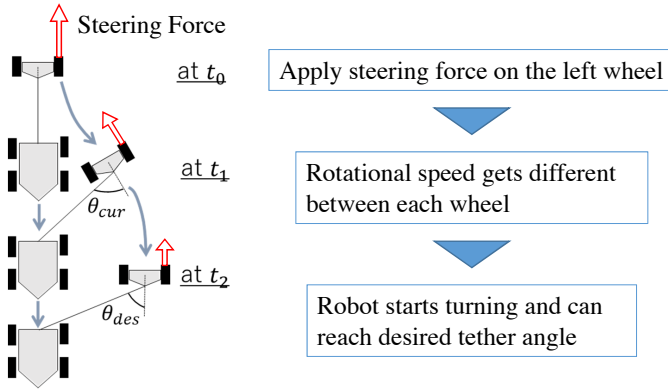 Steering Force
at t₀
at t₁
θcur
at t₂
θdes
Apply steering force on the left wheel
Rotational speed gets different
between each wheel
Robot starts turning and can
reach desired tether angle